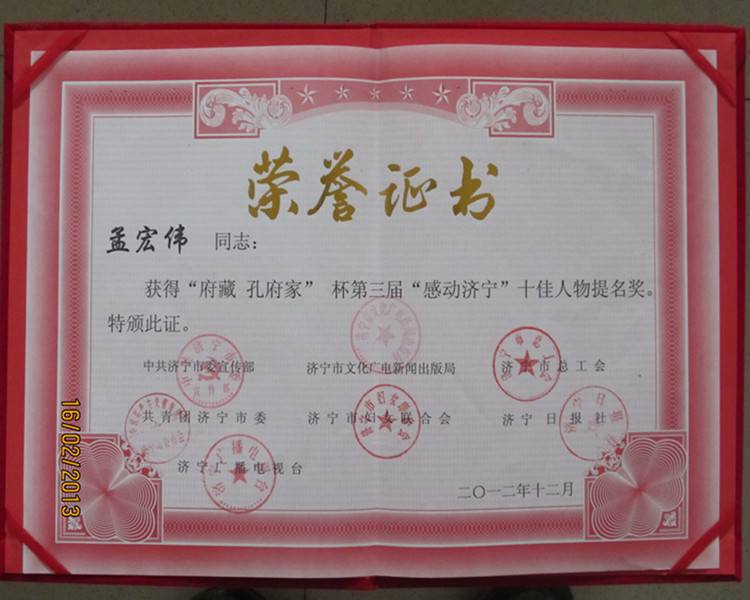 荣誉证书
孟宏伟 同志：
获得“府藏 孔府家” 杯第三届“感动济宁”十佳人物提名奖。
特颁此证。
中共济宁市委宣传部 济宁市文化广电新闻出版局 济宁市总工会
共青团济宁市委 济宁市妇女联合会 济宁日报社
济宁广播电视台
二〇一二年十二月
16/02/2013